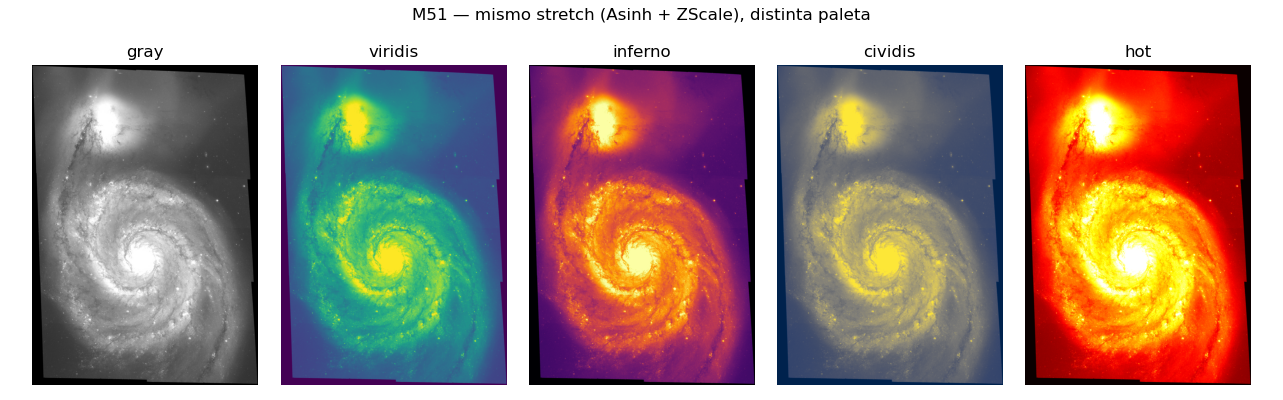 M51 — mismo stretch (Asinh + ZScale), distinta paleta
gray
viridis
inferno
cividis
hot